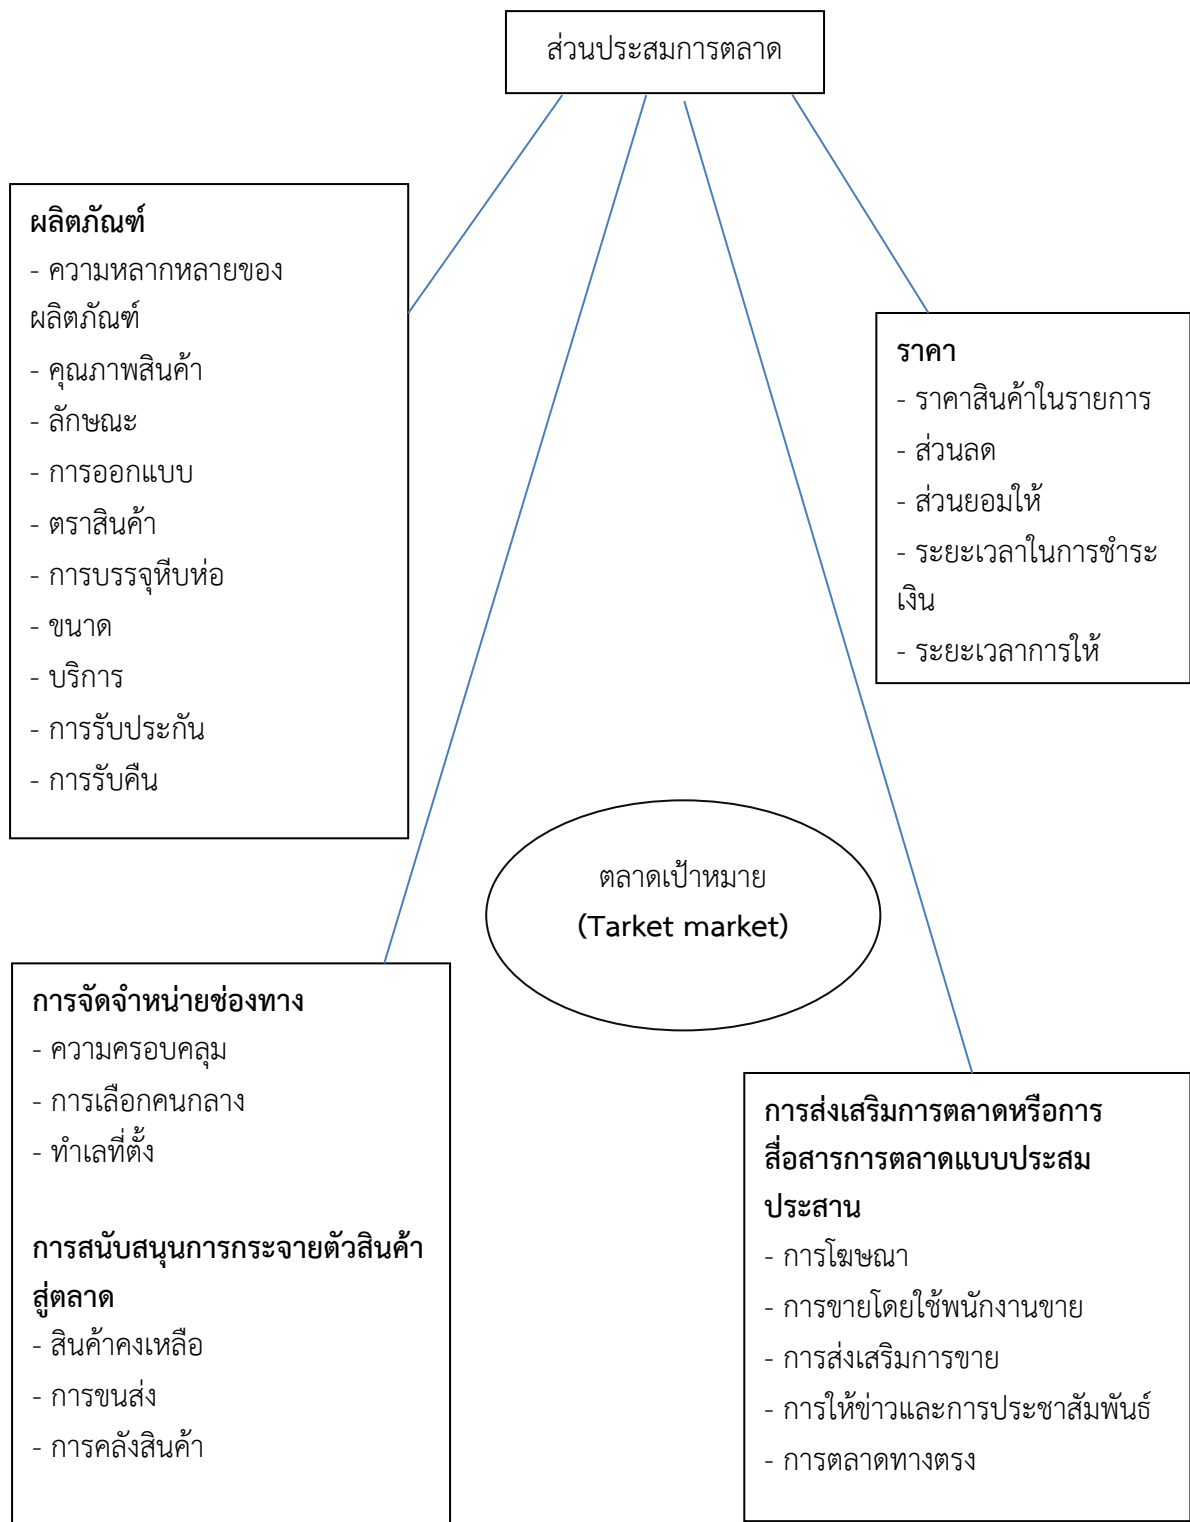 ส่วนประสมการตลาด
ผลิตภัณฑ์
- ความหลากหลายของ
ผลิตภัณฑ์
- คุณภาพสินค้า
- ลักษณะ
- การออกแบบ
- ตราสินค้า
- การบรรจุหีบห่อ
- ขนาด
- บริการ
- การรับประกัน
- การรับคืน
ราคา
- ราคาสินค้าในรายการ
- ส่วนลด
- ส่วนยอมให้
- ระยะเวลาในการชำระ
เงิน
- ระยะเวลาการให้
ตลาดเป้าหมาย
(Tarket market)
การจัดจำหน่ายช่องทาง
- ความครอบคลุม
- การเลือกคนกลาง
- ทำเลที่ตั้ง
การสนับสนุนการกระจายตัวสินค้า
สู่ตลาด
- สินค้าคงเหลือ
- การขนส่ง
- การคลังสินค้า
การส่งเสริมการตลาดหรือการ
สื่อสารการตลาดแบบประสม
ประสาน
- การโฆษณา
- การขายโดยใช้พนักงานขาย
- การส่งเสริมการขาย
- การให้ข่าวและการประชาสัมพันธ์
- การตลาดทางตรง